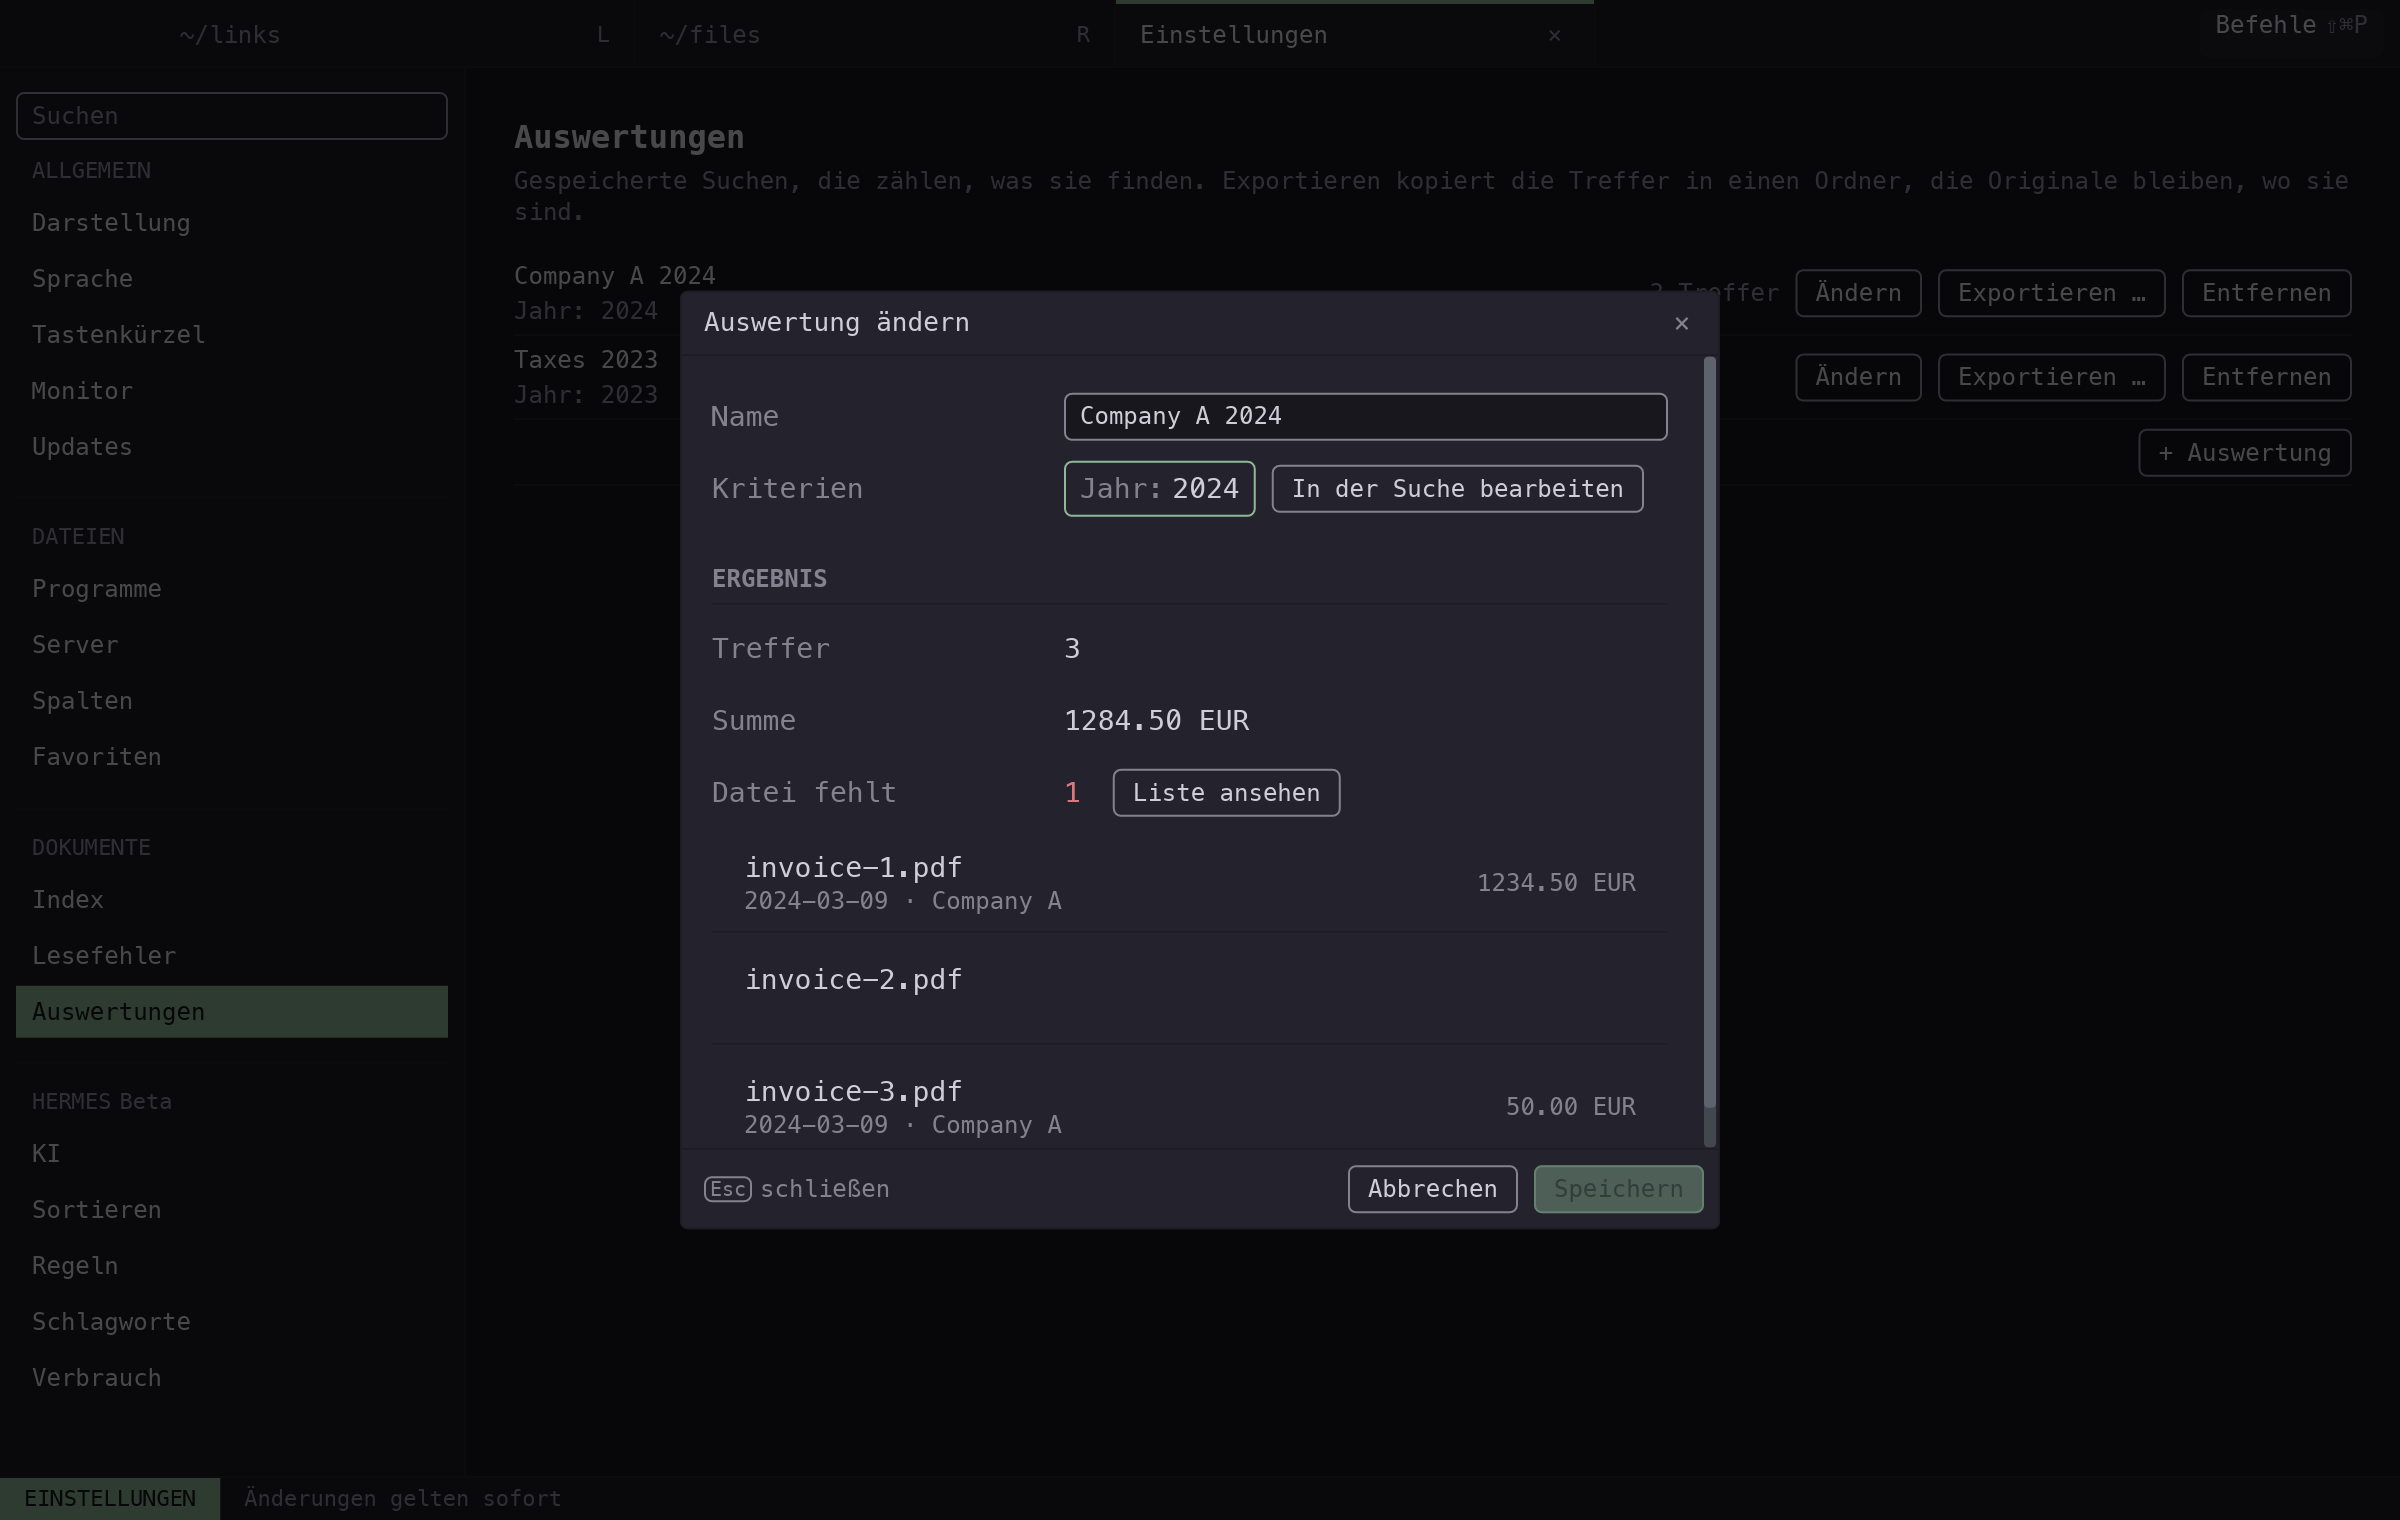 ~/links L ~/files R Einstellungen × Befehle ⇧⌘P
Suchen
ALLGEMEIN
Darstellung
Sprache
Tastenkürzel
Monitor
Updates
DATEIEN
Programme
Server
Spalten
Favoriten
DOKUMENTE
Index
Lesefehler
Auswertungen
HERMES Beta
KI
Sortieren
Regeln
Schlagworte
Verbrauch
Auswertungen
Gespeicherte Suchen, die zählen, was sie finden. Exportieren kopiert die Treffer in einen Ordner, die Originale bleiben, wo sie
sind.
Company A 2024
Jahr: 2024
Treffer Ändern Exportieren … Entfernen
Taxes 2023
Jahr: 2023
Ändern Exportieren … Entfernen
+ Auswertung
Auswertung ändern ×
Name Company A 2024
Kriterien Jahr: 2024 In der Suche bearbeiten
ERGEBNIS
Treffer 3
Summe 1284.50 EUR
Datei fehlt 1 Liste ansehen
invoice-1.pdf
2024-03-09 · Company A 1234.50 EUR
invoice-2.pdf
invoice-3.pdf
2024-03-09 · Company A 50.00 EUR
Esc schließen Abbrechen Speichern
EINSTELLUNGEN Änderungen gelten sofort